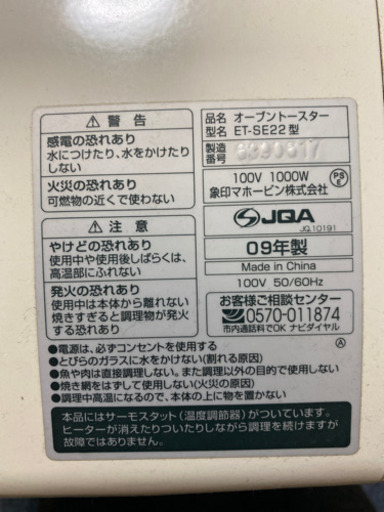 ⚠ 警告
感電の恐れあり
水につけたり、水をかけたり
しない
火災の恐れあり
可燃物の近くで使わない
⚠ 注意
やけどの恐れあり
使用中や使用後しばらくは、
高温部にふれない
発火の恐れあり
使用中は本体から離れない
焼きすぎると調理物が発火
する恐れあり
品名 オーブントースター
型名 ET-SE22型
製造
番号
100V 1000W
PS
E
象印マホービン株式会社
JQA
JQ10191
09年製
Made in China
100V 50/60Hz
お客様ご相談センター
0570-011874
市内通話料でOK ナビダイヤル
●電源は、必ずコンセントを使用する
Ⓐ
●とびらのガラスに水をかけない(割れる原因)
●魚や肉は直接調理しない。また調理以外の目的で使用しない
●焼き網をはずして使用しない(火災の原因)
●調理中高温になるので、本体の上に物を置かない
本品にはサーモスタット(温度調節器)がついています。
ヒーターが消えたりついたりしながら調理を続けますが
故障ではありません。